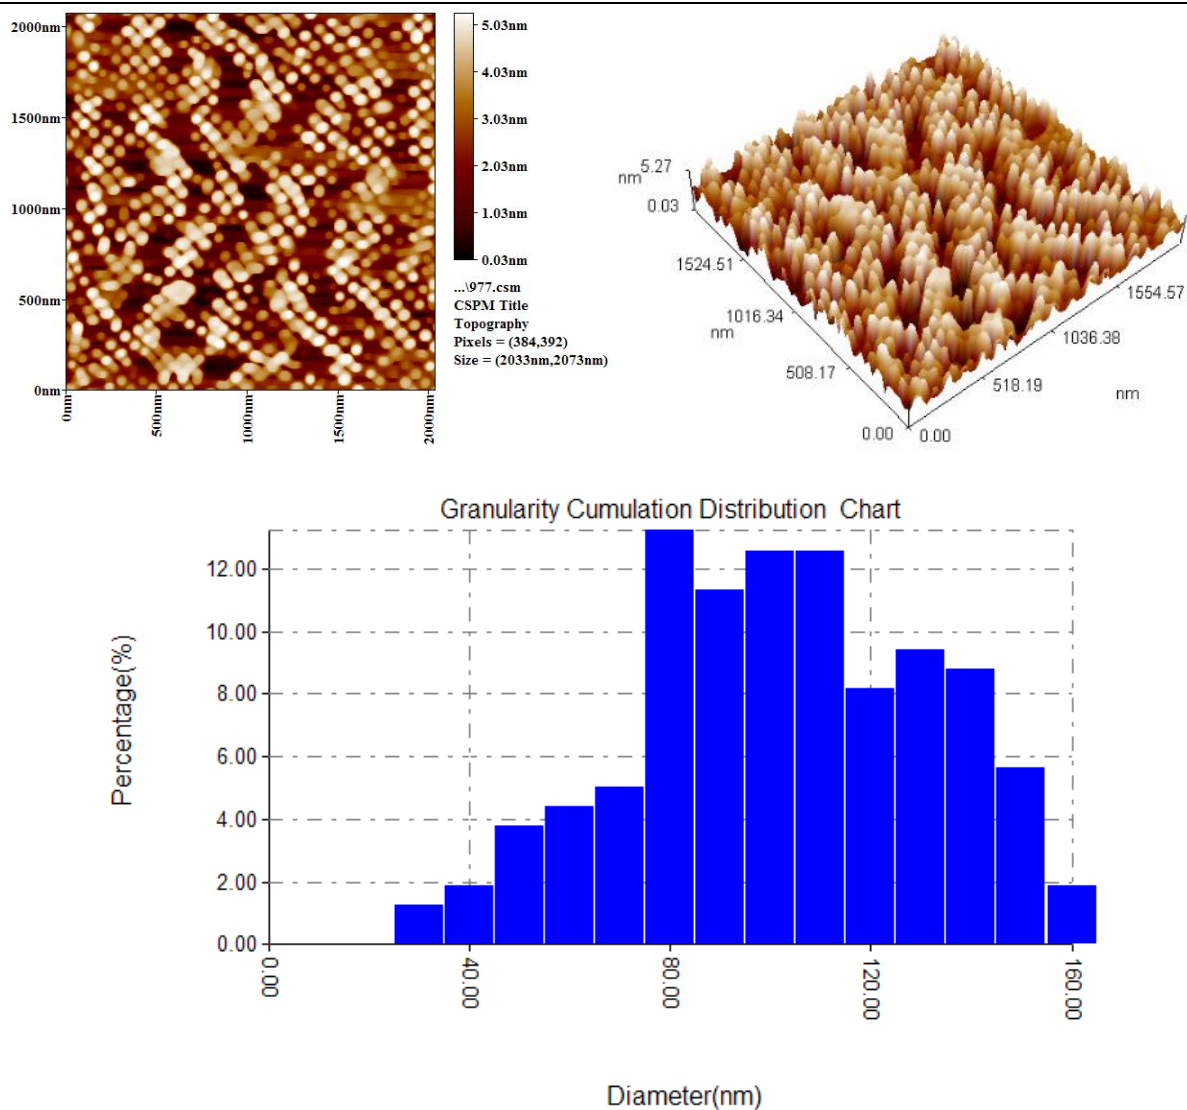 2000nm
1500nm
1000nm
500nm
0nm
0nm
500nm
1000nm
1500nm
2000nm
5.03nm
4.03nm
3.03nm
2.03nm
1.03nm
0.03nm
...\977.csm
CSPM Title
Topography
Pixels = (384,392)
Size = (2033nm,2073nm)
nm 5.27
0.03
1524.51
1016.34
nm
508.17
0.00
0.00
518.19
1036.38
1554.57
nm
Granularity Cumulation Distribution Chart
Percentage(%)
12.00
10.00
8.00
6.00
4.00
2.00
0.00
0.00
40.00
80.00
120.00
160.00
Diameter(nm)